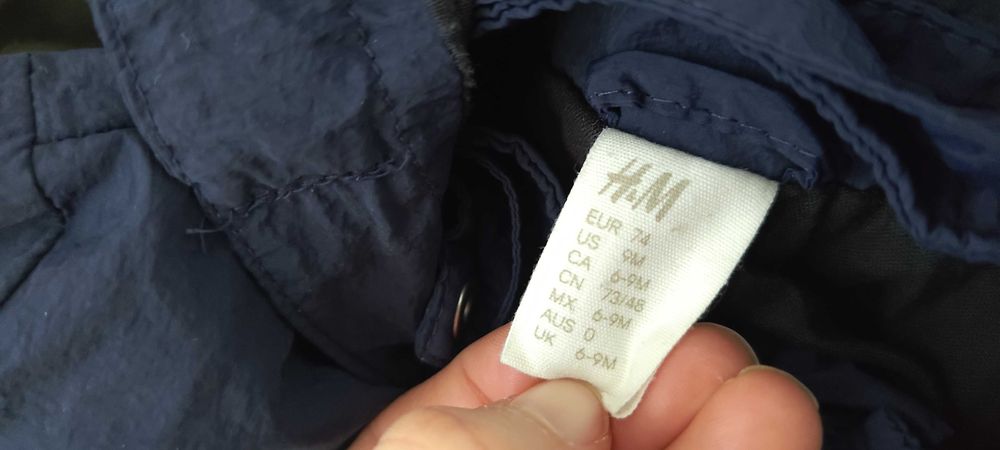 H&M
EUR 74
US 9M
CA 6-9M
CN 73/48
MX 6-9M
AUS 0
UK 6-9M